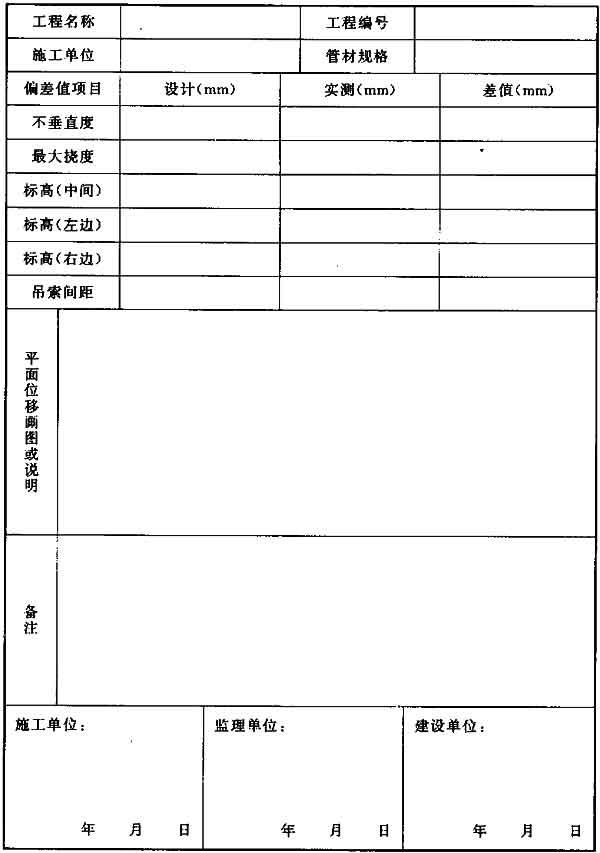 工程名称 工程编号
施工单位 管材规格
偏差值项目 设计(mm) 实测(mm) 差值(mm)
不垂直度
最大挠度
标高(中间)
标高(左边)
标高(右边)
吊索间距
平面位移画图或说明
备注
施工单位: 监理单位: 建设单位:
年 月 日 年 月 日 年 月 日